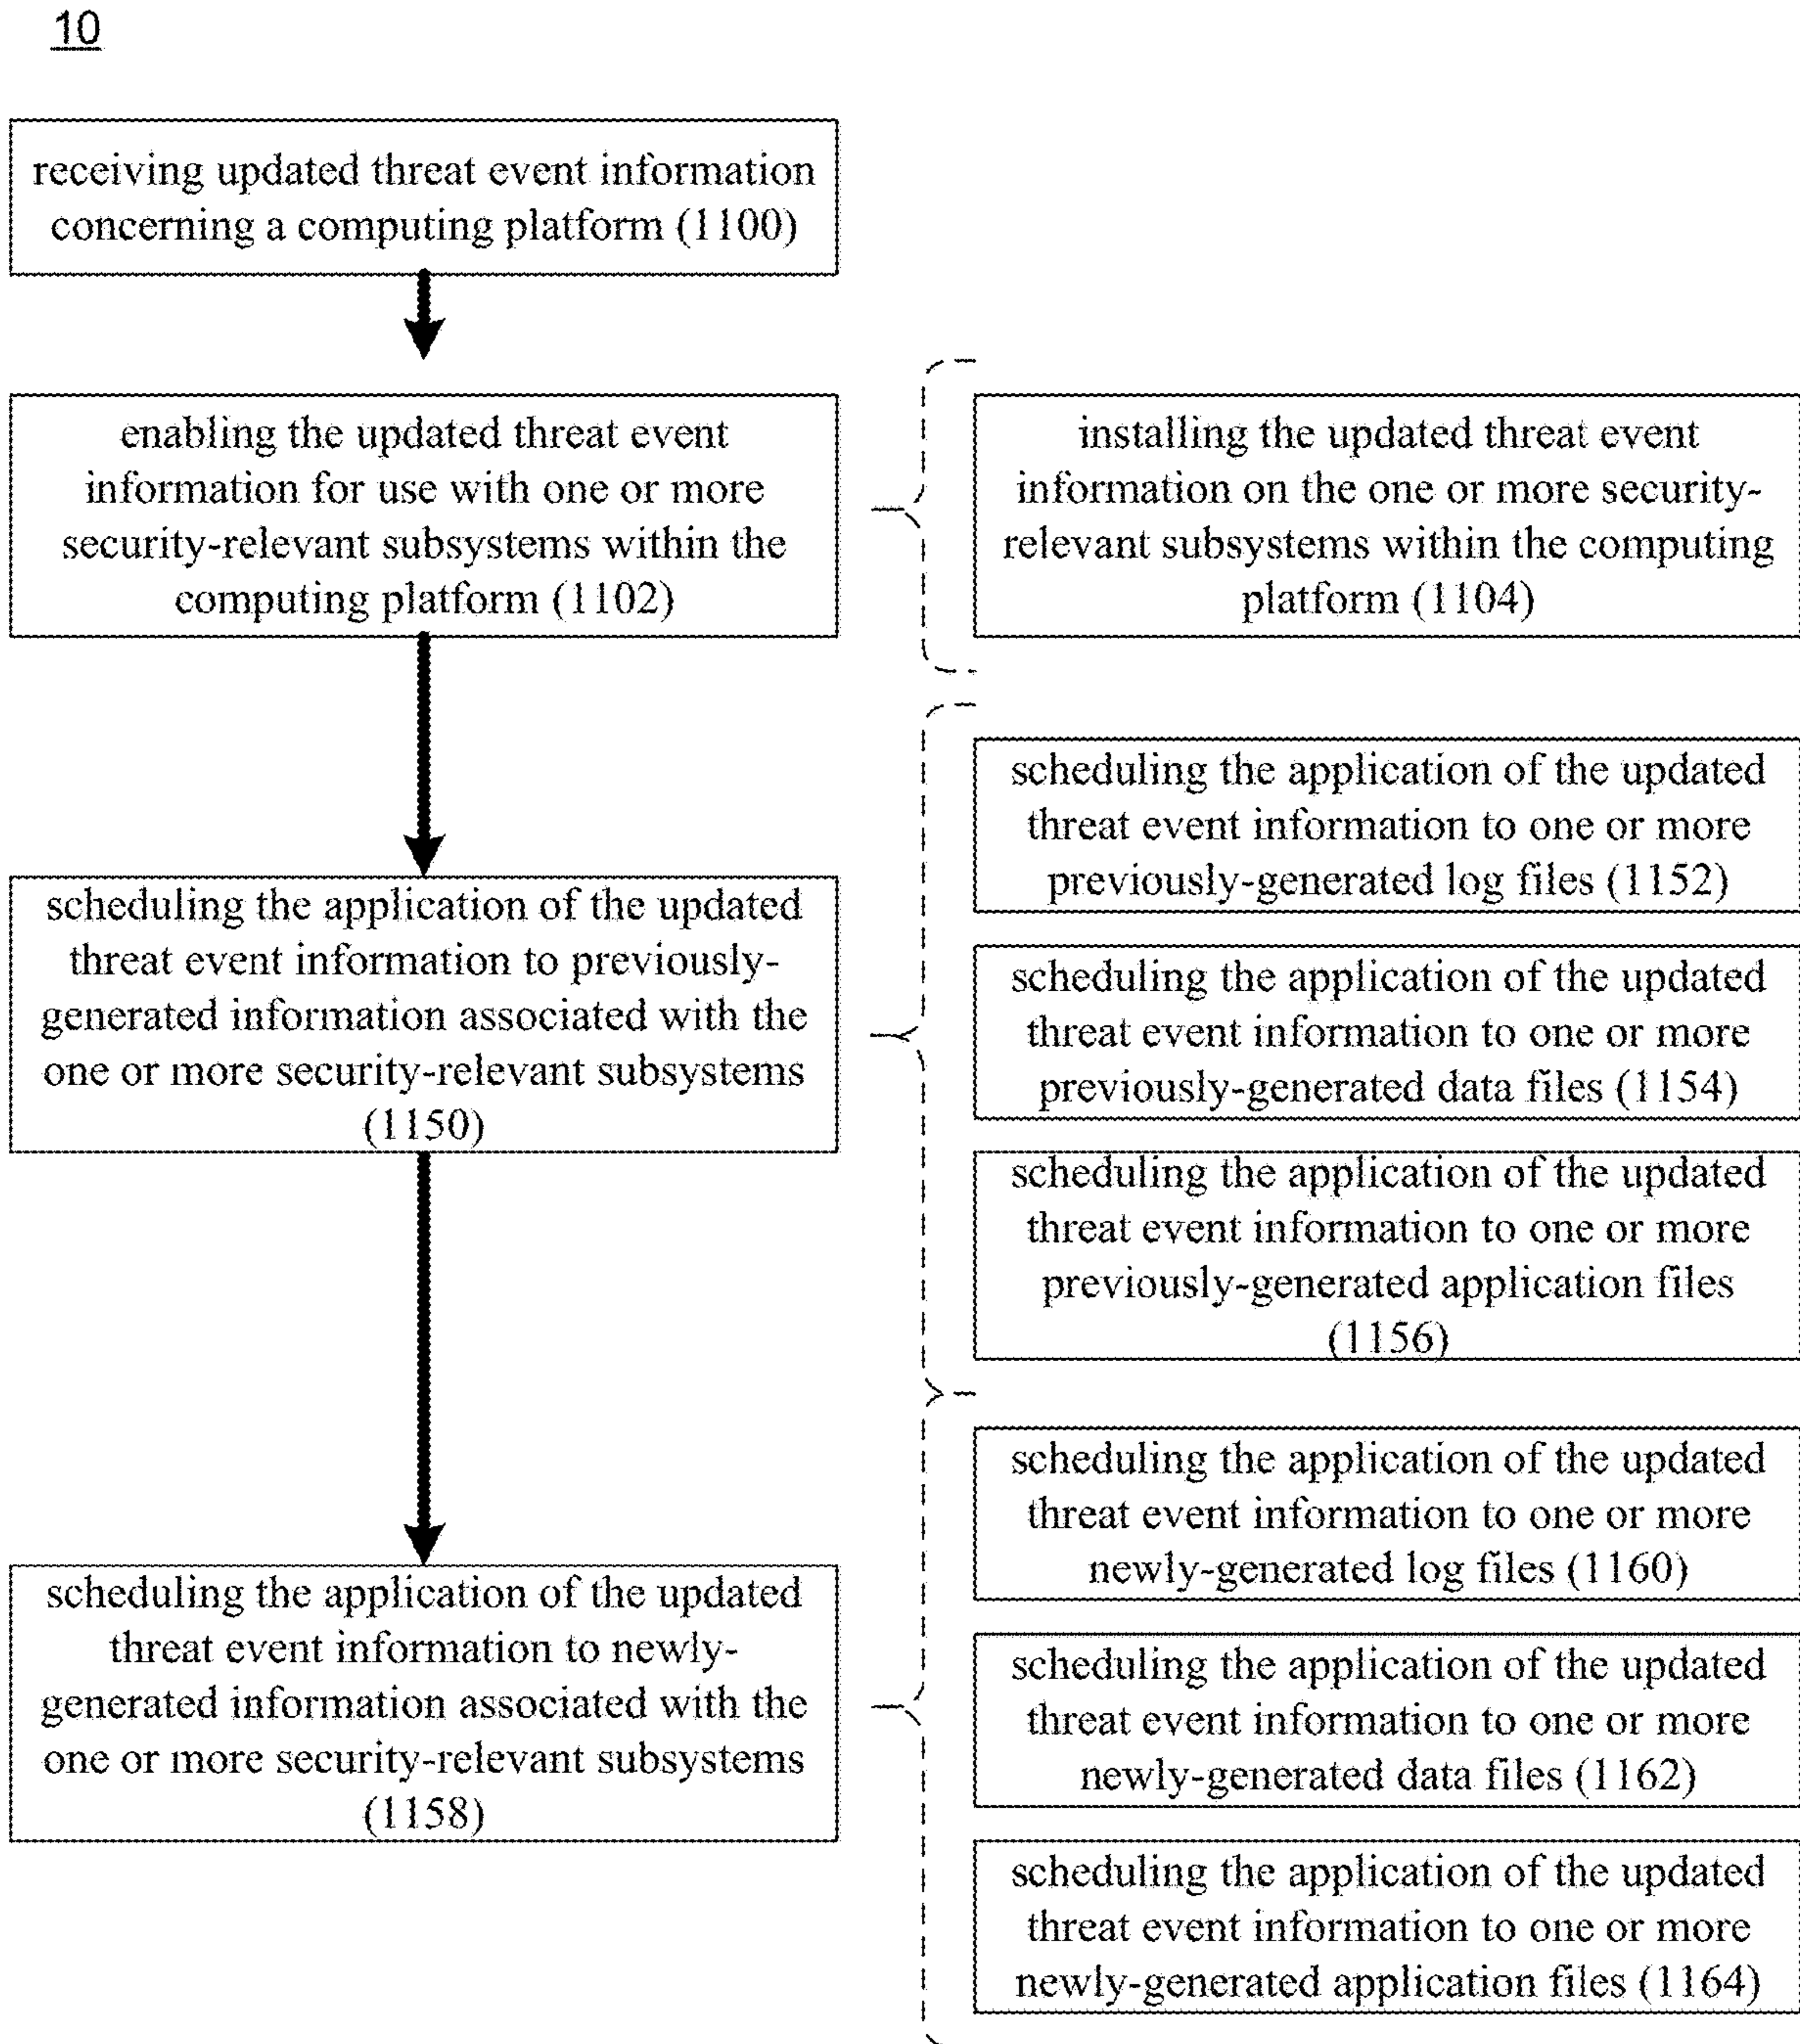 10
receiving updated threat event information
concerning a computing platform (1100)
enabling the updated threat event
information for use with one or more
security-relevant subsystems within the
computing platform (1102)
installing the updated threat event
information on the one or more security-
relevant subsystems within the computing
platform (1104)
scheduling the application of the updated
threat event information to previously-
generated information associated with the
one or more security-relevant subsystems
(1150)
scheduling the application of the updated
threat event information to one or more
previously-generated log files (1152)
scheduling the application of the updated
threat event information to one or more
previously-generated data files (1154)
scheduling the application of the updated
threat event information to one or more
previously-generated application files
(1156)
scheduling the application of the updated
threat event information to newly-
generated information associated with the
one or more security-relevant subsystems
(1158)
scheduling the application of the updated
threat event information to one or more
newly-generated log files (1160)
scheduling the application of the updated
threat event information to one or more
newly-generated data files (1162)
scheduling the application of the updated
threat event information to one or more
newly-generated application files (1164)